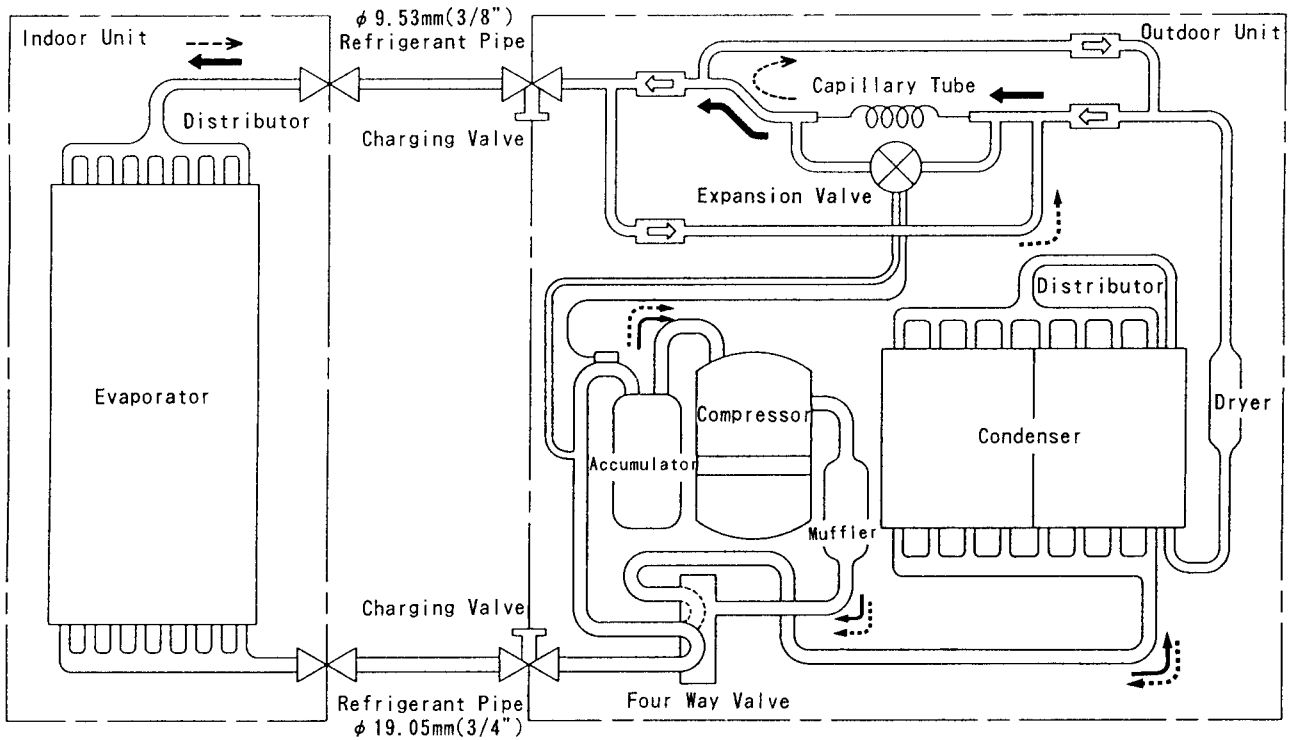 φ 9.53mm(3/8")
Refrigerant Pipe
Indoor Unit
Outdoor Unit
Capillary Tube
Distributor
Charging Valve
Expansion Valve
Distributor
Evaporator
Compressor
Dryer
Condenser
Accumulator
Muffler
Charging Valve
Four Way Valve
Refrigerant Pipe
φ 19.05mm(3/4")